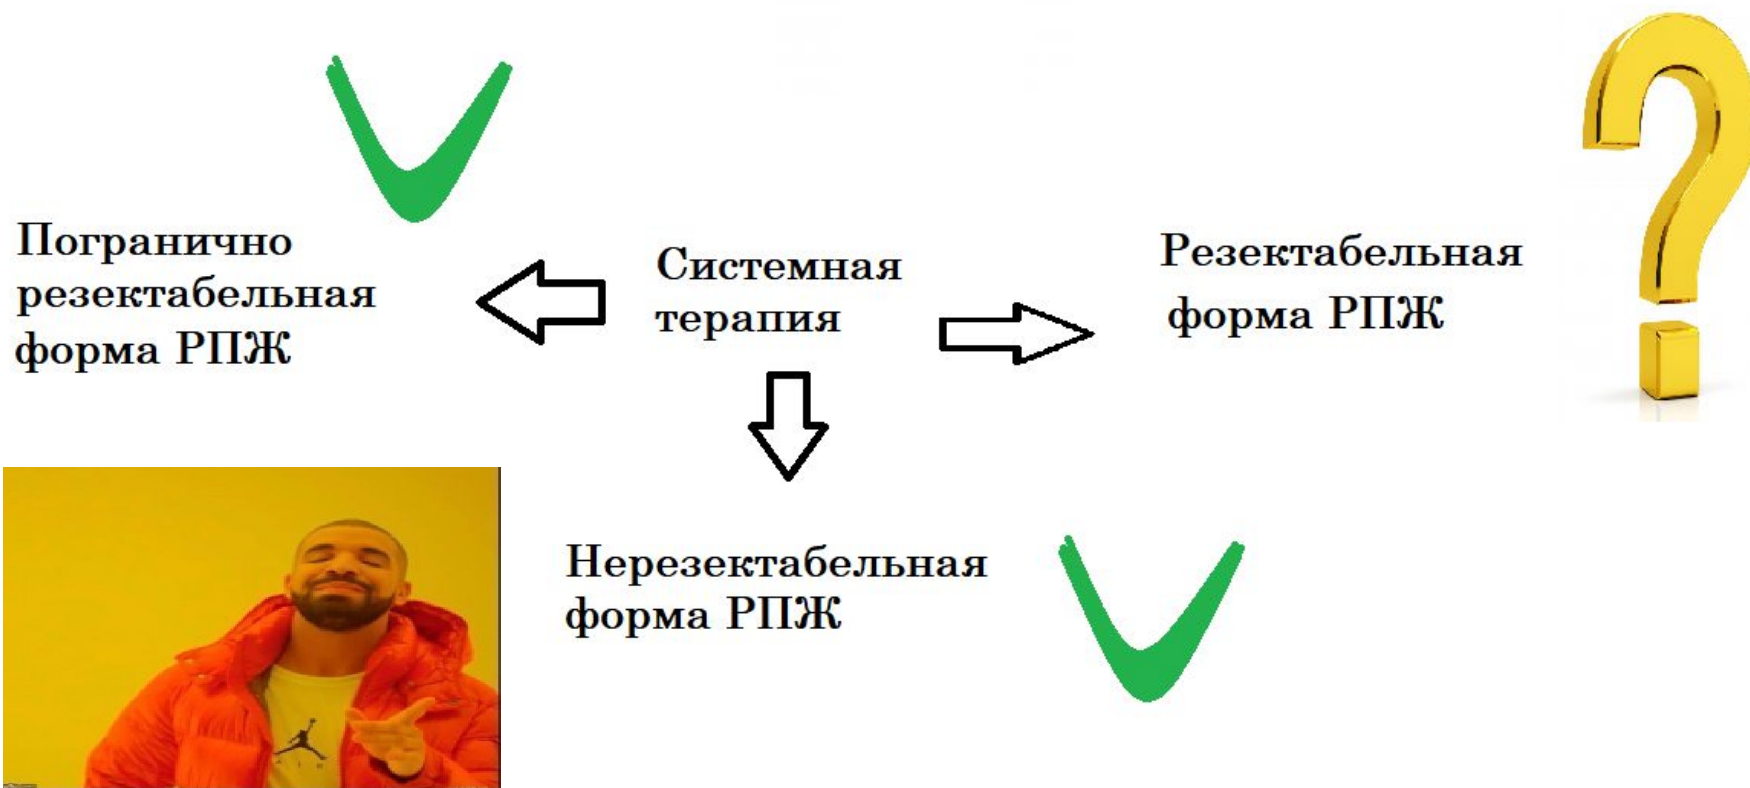 Погранично
резектабельная
форма РПЖ
Системная
терапия
Резектабельная
форма РПЖ
Нерезектабельная
форма РПЖ